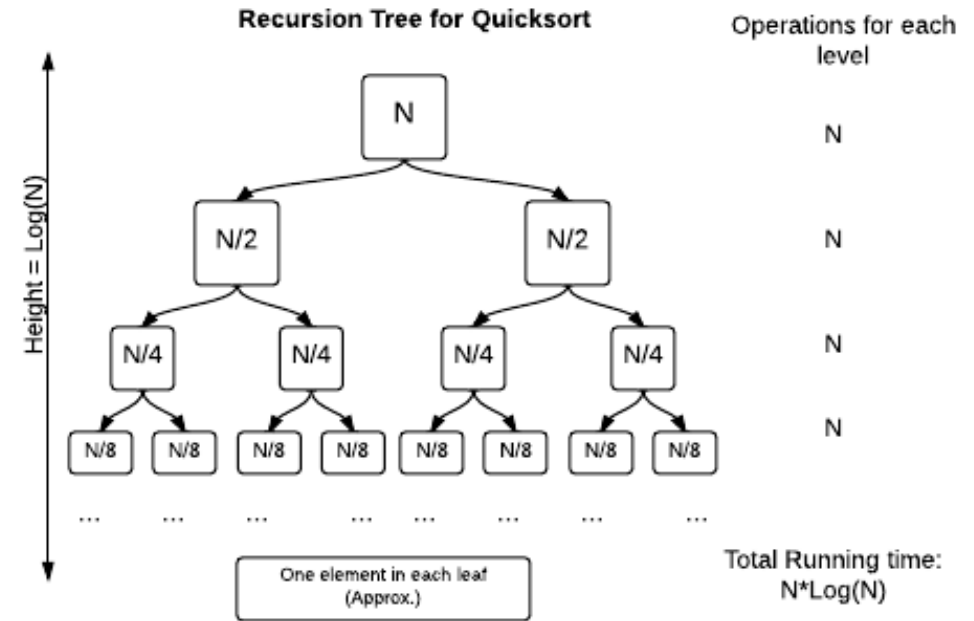 Recursion Tree for Quicksort
Operations for each
level
Height = Log(N)
N
N
N/2
N/2
N
N/4
N/4
N/4
N/4
N
N/8
N/8
N/8
N/8
N/8
N/8
N/8
N/8
N
...
...
...
...
...
...
...
...
One element in each leaf
(Approx.)
Total Running time:
N*Log(N)